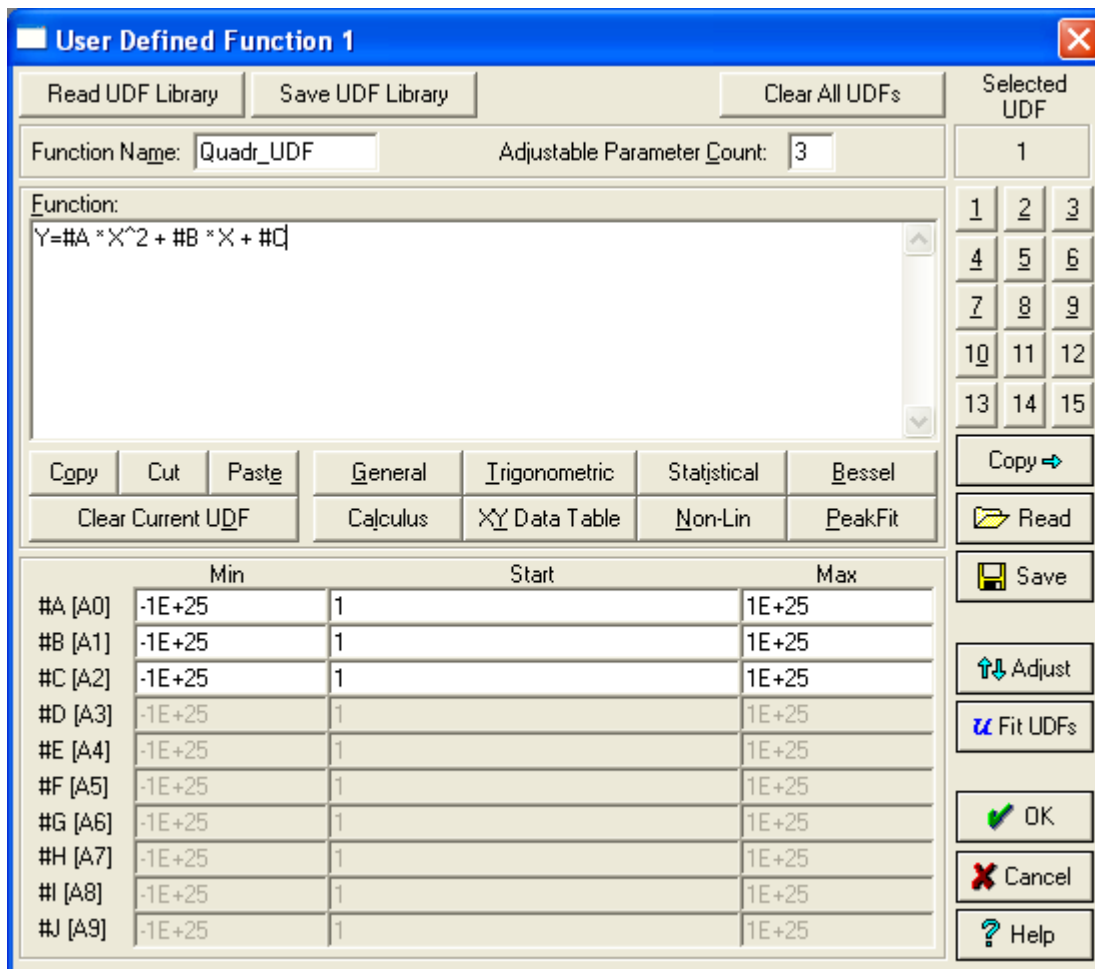 User Defined Function 1
Read UDF Library Save UDF Library Clear All UDFs Selected UDF
Function Name: Quadr_UDF Adjustable Parameter Count: 3 1
Function:
Y=#A *X^2 + #B *X + #C
1 2 3
4 5 6
7 8 9
10 11 12
13 14 15
Copy Cut Paste General Trigonometric Statistical Bessel Copy
Clear Current UDF Calculus XY Data Table Non-Lin PeakFit Read
Min Start Max Save
#A [A0] -1E+25 1 1E+25
#B [A1] -1E+25 1 1E+25
#C [A2] -1E+25 1 1E+25 Adjust
#D [A3] -1E+25 1 1E+25
#E [A4] -1E+25 1 1E+25 u Fit UDFs
#F [A5] -1E+25 1 1E+25
#G [A6] -1E+25 1 1E+25 OK
#H [A7] -1E+25 1 1E+25
#I [A8] -1E+25 1 1E+25 Cancel
#J [A9] -1E+25 1 1E+25 ? Help